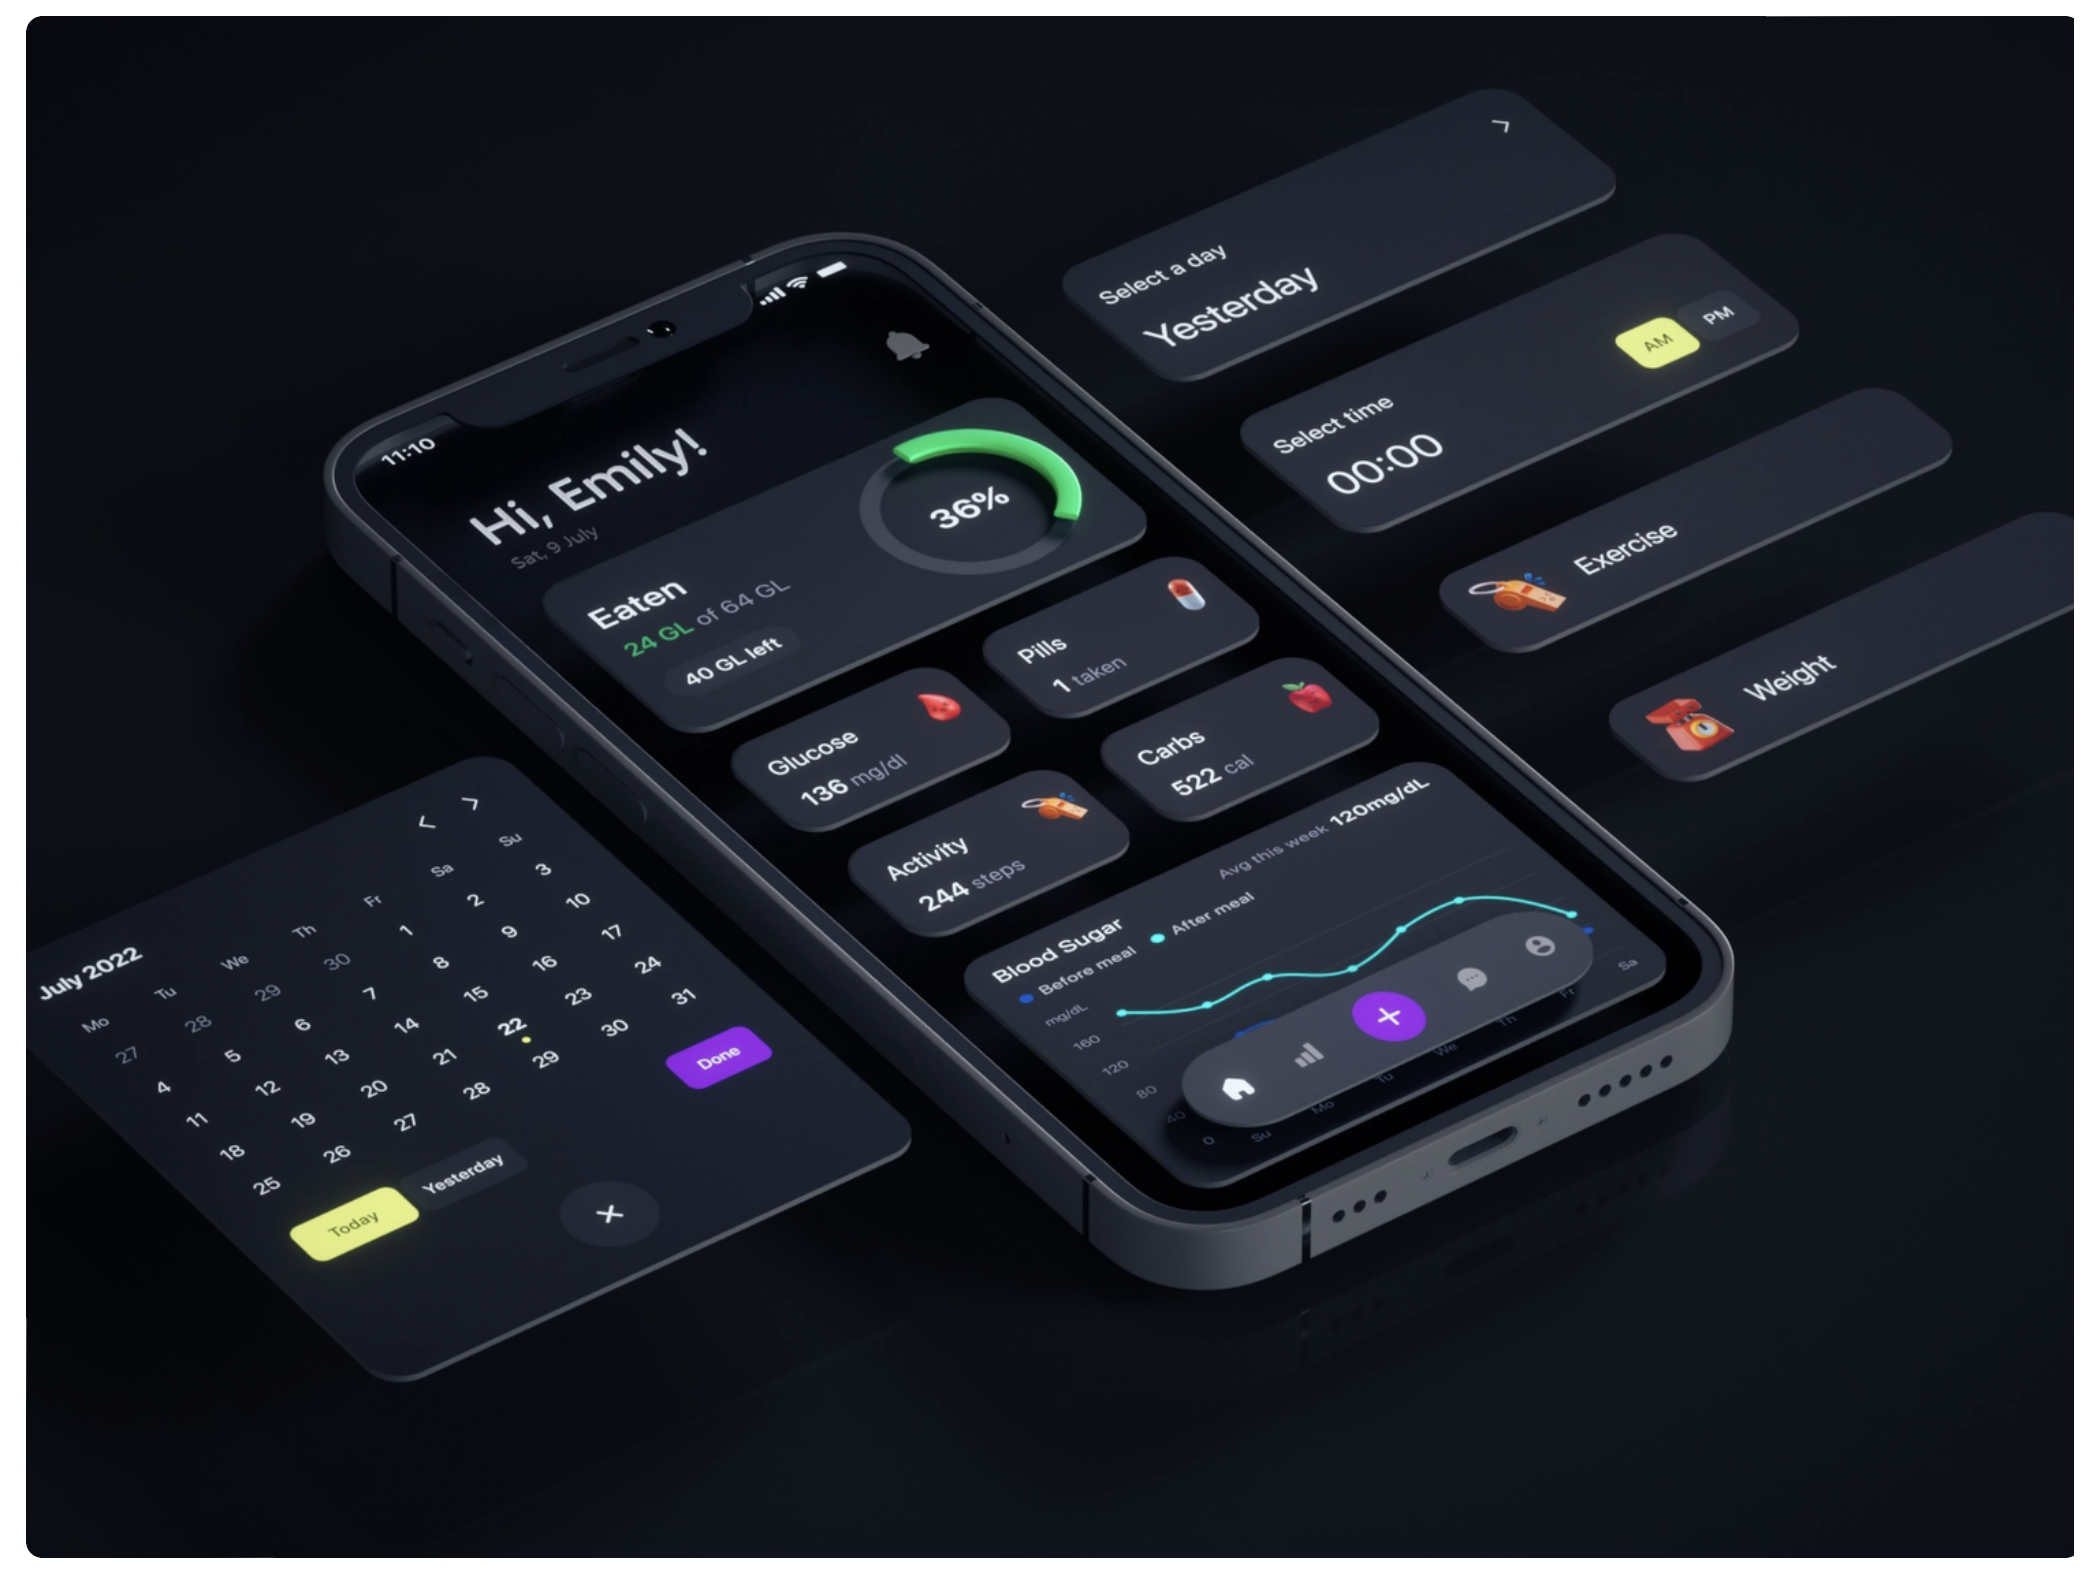 11:10
Hi, Emily!
Sat, 9 July
Eaten
24 GL of 64 GL
40 GL left
36%
Glucose
136 mg/dl
Pills
1 taken
Activity
244 steps
Carbs
522 cal
Blood Sugar
Avg this week 120mg/dL
Before meal
After meal
mg/dL
160
120
80
40
0
Su
Mo
Tu
We
Th
Fr
Sa
Select a day
Yesterday
Select time
00:00
AM
PM
Exercise
Weight
July 2022
Mo Tu We Th Fr Sa Su
27 28 29 30 1 2 3
4 5 6 7 8 9 10
11 12 13 14 15 16 17
18 19 20 21 22 23 24
25 26 27 28 29 30 31
Today
Yesterday
Done